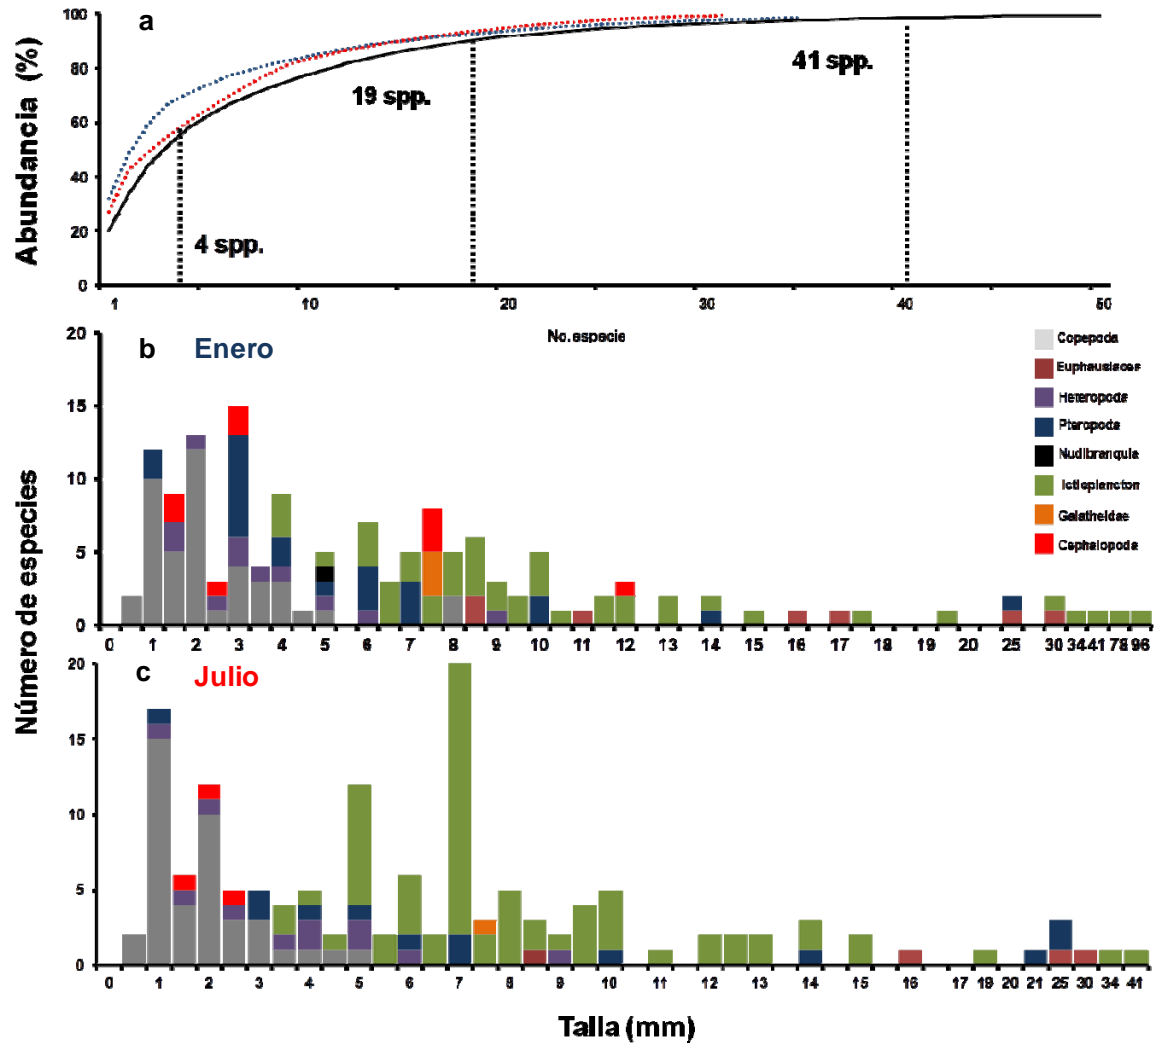 a
Abundancia (%)
100
80
60
40
20
0
4 spp.
19 spp.
41 spp.
1 10 20 30 40 50
No. especie
b Enero
Número de especies
20
15
10
5
0
Copepoda
Euphausiacea
Heteropoda
Pteropoda
Nudibranquia
Ictioplancton
Galatheidae
Cephalopoda
0 1 2 3 4 5 6 7 8 9 10 11 12 13 14 15 16 17 18 19 20 25 30 34 41 78 96
c Julio
20
15
10
5
0
0 1 2 3 4 5 6 7 8 9 10 11 12 13 14 15 16 17 19 20 21 25 30 34 41
Talla (mm)